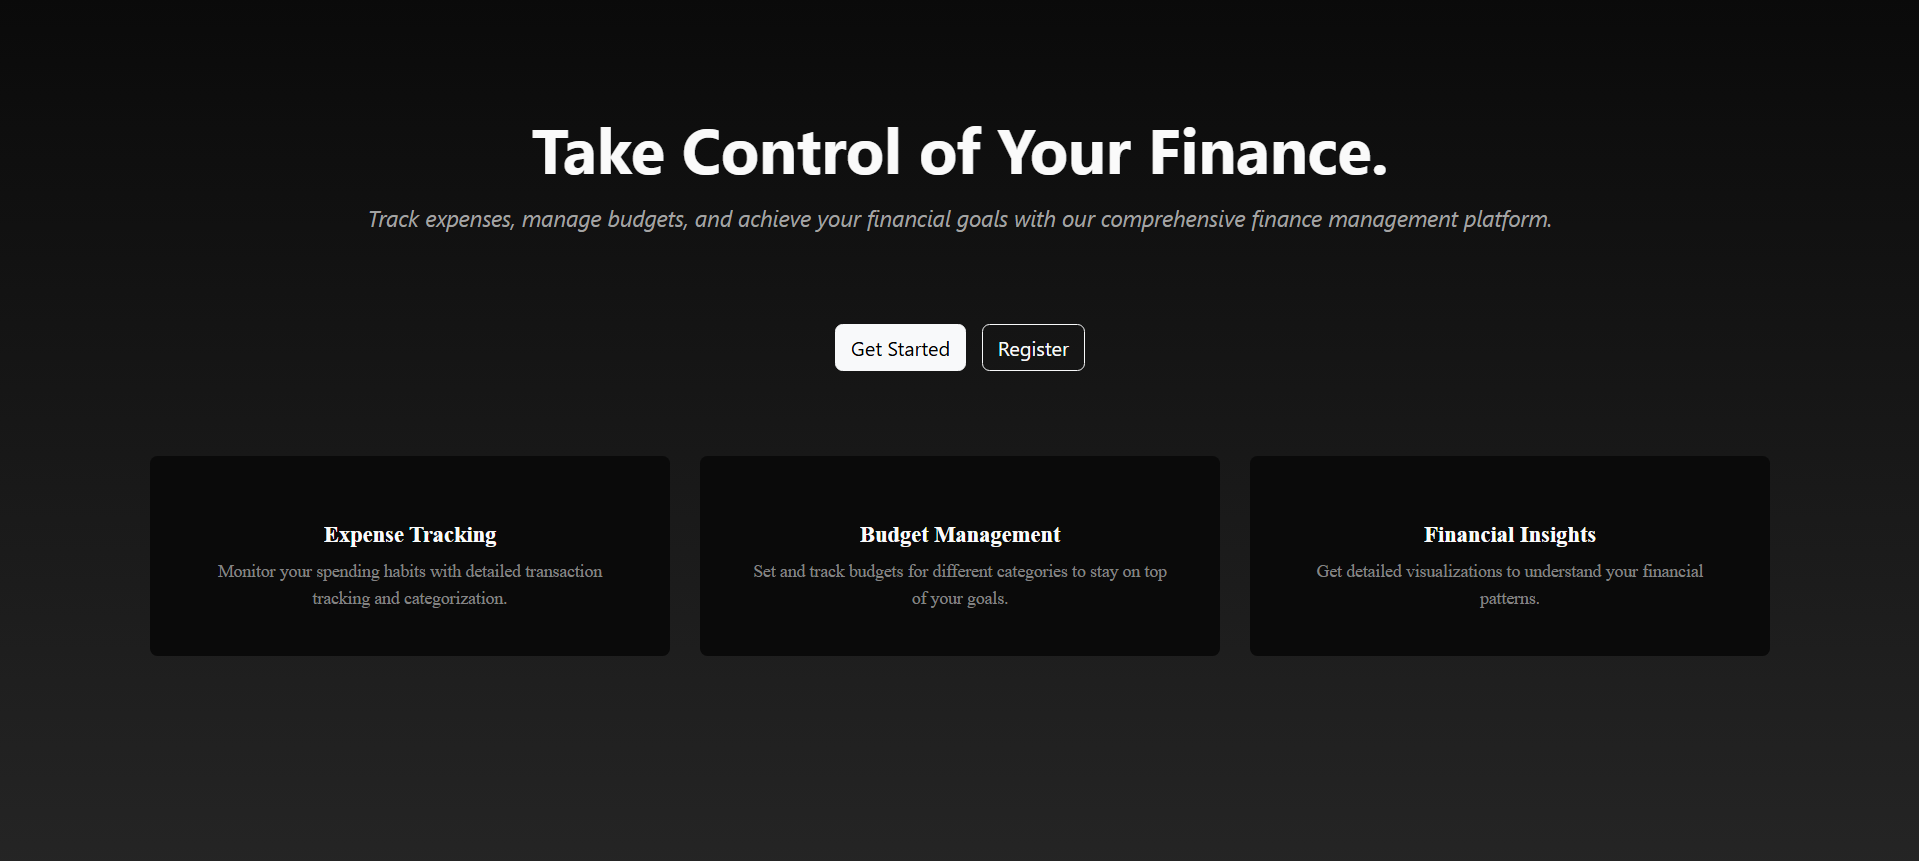 Take Control of Your Finance.
Track expenses, manage budgets, and achieve your financial goals with our comprehensive finance management platform.
Get Started
Register
Expense Tracking
Monitor your spending habits with detailed transaction
tracking and categorization.
Budget Management
Set and track budgets for different categories to stay on top
of your goals.
Financial Insights
Get detailed visualizations to understand your financial
patterns.